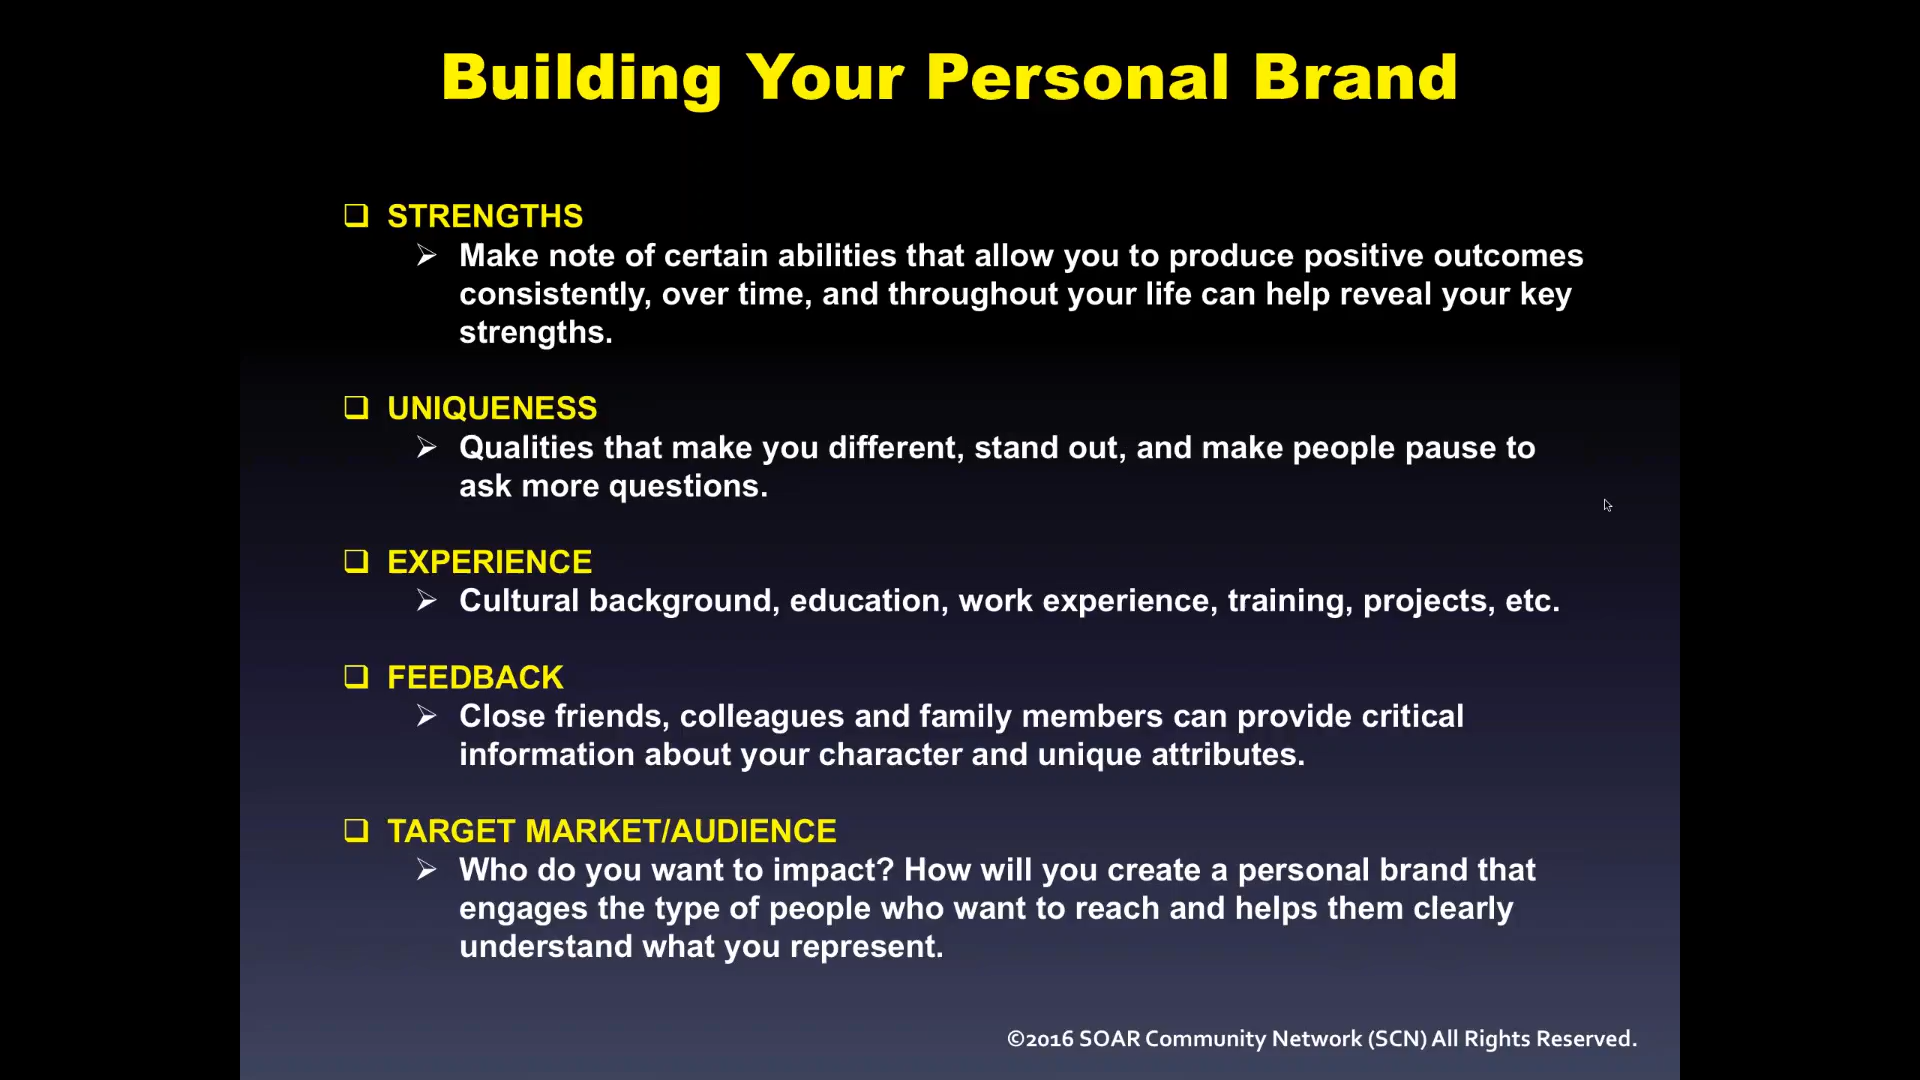 Building Your Personal Brand
STRENGTHS
Make note of certain abilities that allow you to produce positive outcomes
consistently, over time, and throughout your life can help reveal your key
strengths.
UNIQUENESS
Qualities that make you different, stand out, and make people pause to
ask more questions.
EXPERIENCE
Cultural background, education, work experience, training, projects, etc.
FEEDBACK
Close friends, colleagues and family members can provide critical
information about your character and unique attributes.
TARGET MARKET/AUDIENCE
Who do you want to impact? How will you create a personal brand that
engages the type of people who want to reach and helps them clearly
understand what you represent.
©2016 SOAR Community Network (SCN) All Rights Reserved.